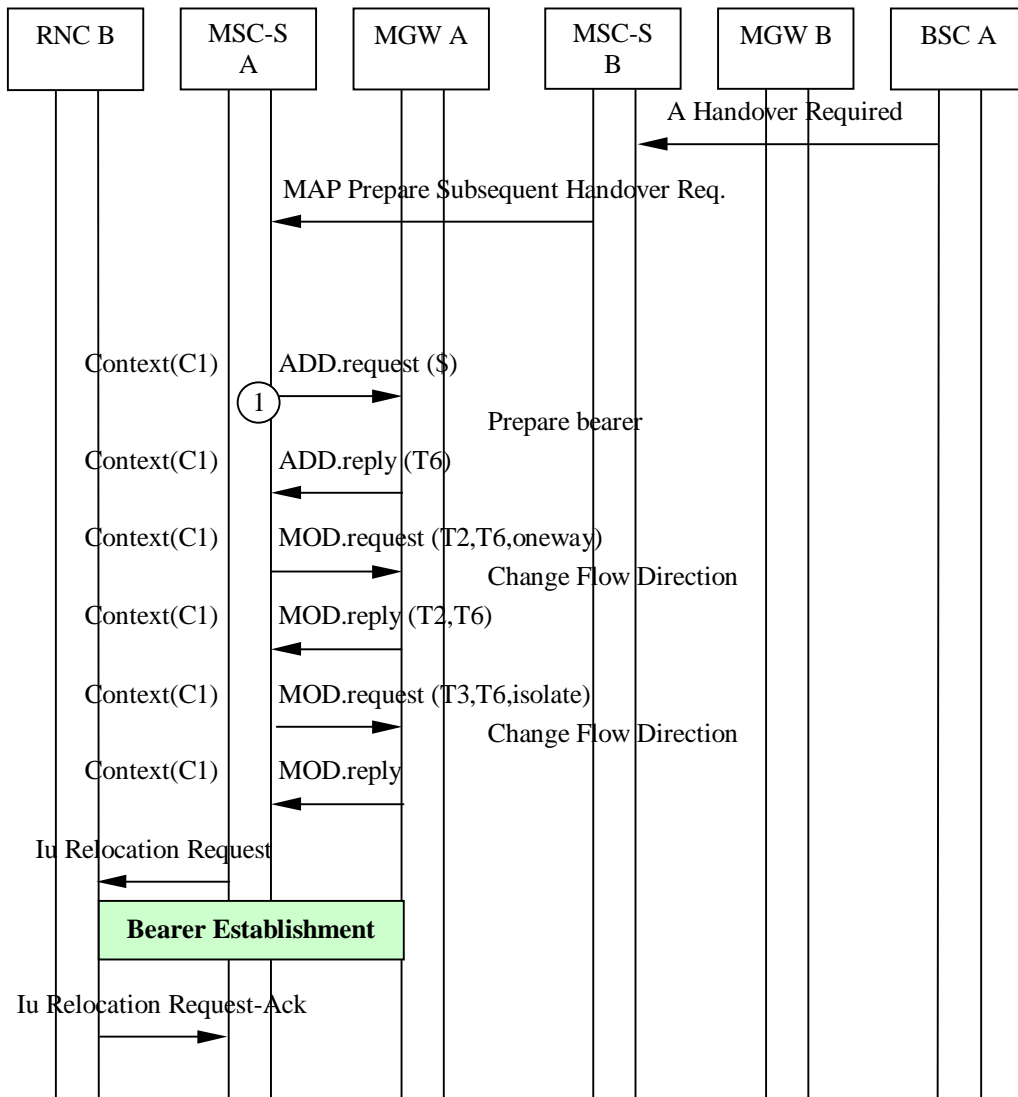 RNC B
MSC-S
A
MGW A
MSC-S
B
MGW B
BSC A
A Handover Required
MAP Prepare Subsequent Handover Req.
Context(C1)
ADD.request ($)
1
Prepare bearer
Context(C1)
ADD.reply (T6)
Context(C1)
MOD.request (T2,T6,oneway)
Change Flow Direction
Context(C1)
MOD.reply (T2,T6)
Context(C1)
MOD.request (T3,T6,isolate)
Change Flow Direction
Context(C1)
MOD.reply
Iu Relocation Request
Bearer Establishment
Iu Relocation Request-Ack